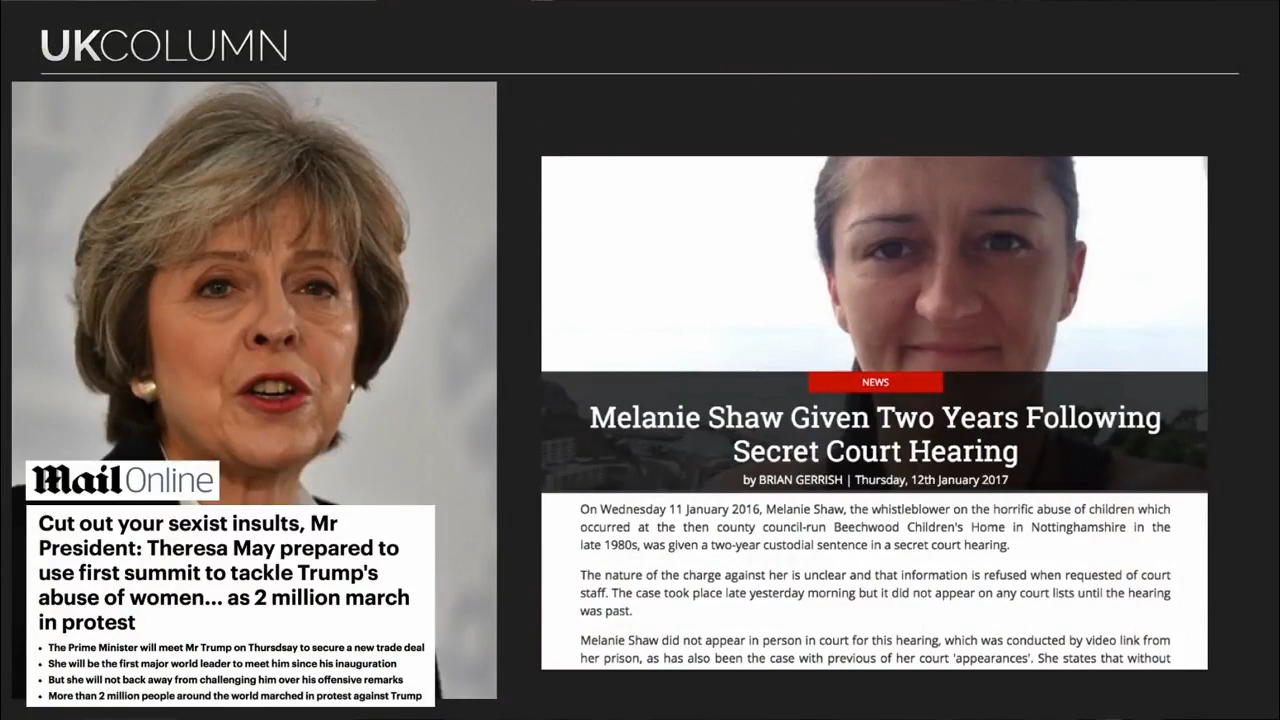 UKCOLUMN
Mail Online
Cut out your sexist insults, Mr
President: Theresa May prepared to
use first summit to tackle Trump's
abuse of women... as 2 million march
in protest
• The Prime Minister will meet Mr Trump on Thursdsay to secure a new trade deal
• She will be the first major world leader to meet him since his inauguration
• But she will not back away from challenging him over his offensive remarks
• More than 2 million people around the world marched in protest against Trump
NEWS
Melanie Shaw Given Two Years Following
Secret Court Hearing
by BRIAN GERRISH | Thursday, 12th January 2017
On Wednesday 11 January 2016, Melanie Shaw, the whistleblower on the horrific abuse of children which
occurred at the then county council-run Beechwood Children's Home in Nottinghamshire in the
late 1980s, was given a two-year custodial sentence in a secret court hearing.
The nature of the charge against her is unclear and that information is refused when requested of court
staff. The case took place late yesterday morning but it did not appear on any court lists until the hearing
was past.
Melanie Shaw did not appear in person in court for this hearing, which was conducted by video link from
her prison, as has also been the case with previous of her court 'appearances'. She states that without